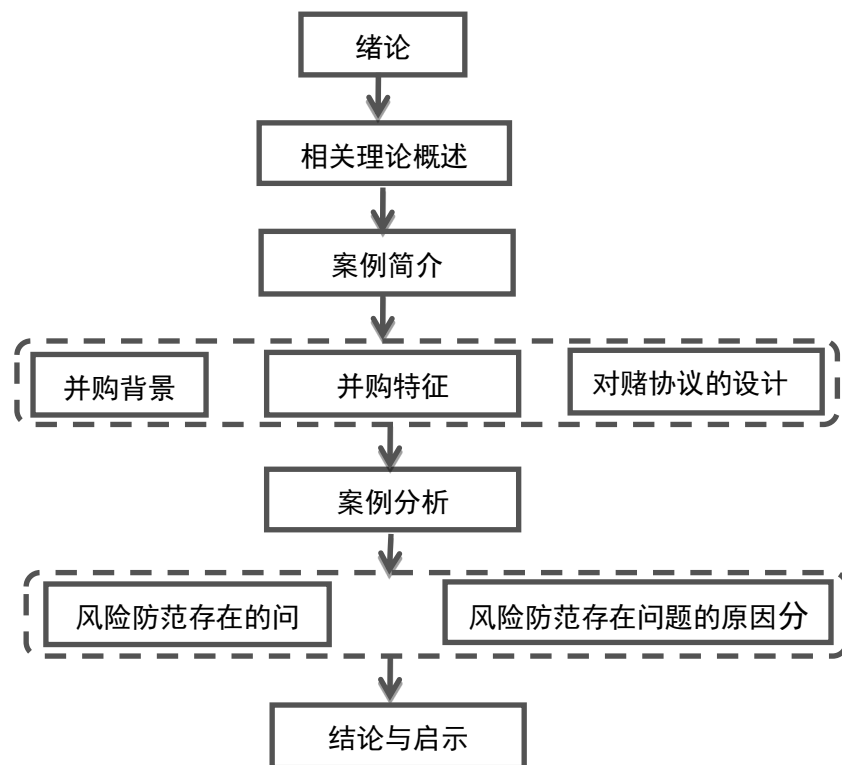 绪论
相关理论概述
案例简介
并购背景
并购特征
对赌协议的设计
案例分析
风险防范存在的问
风险防范存在问题的原因分
结论与启示